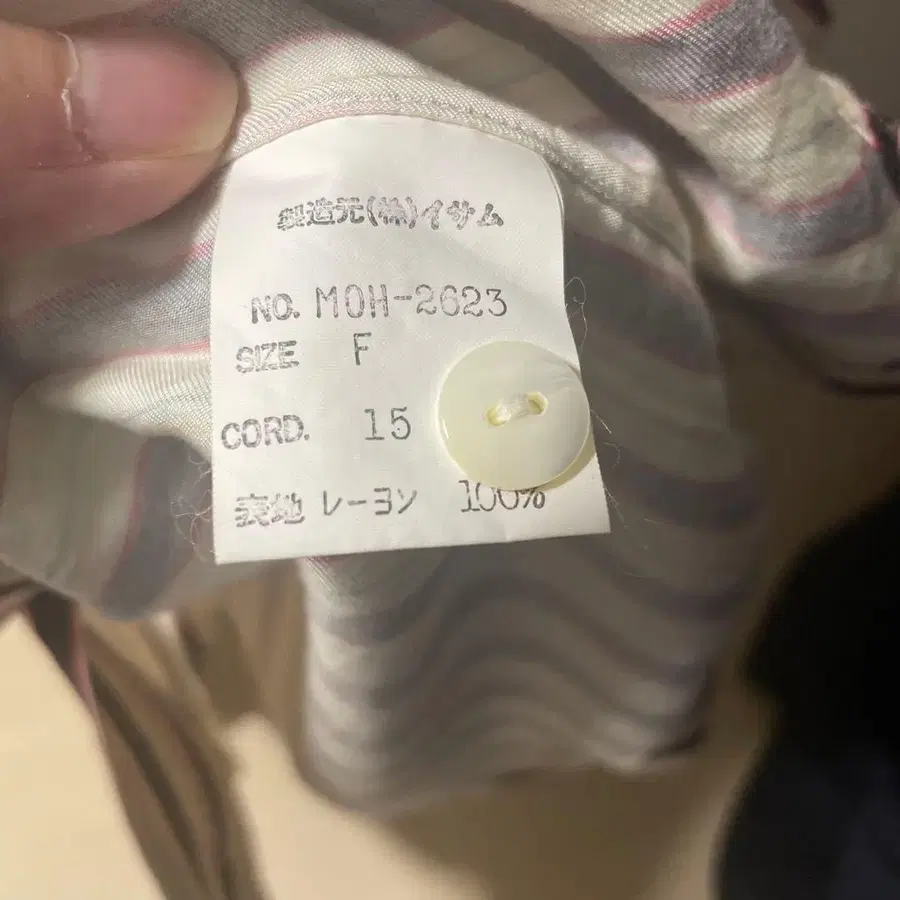 製造元(株)イサム
NO. MOH-2623
SIZE F
CORD. 15
表地 レーヨン 100%